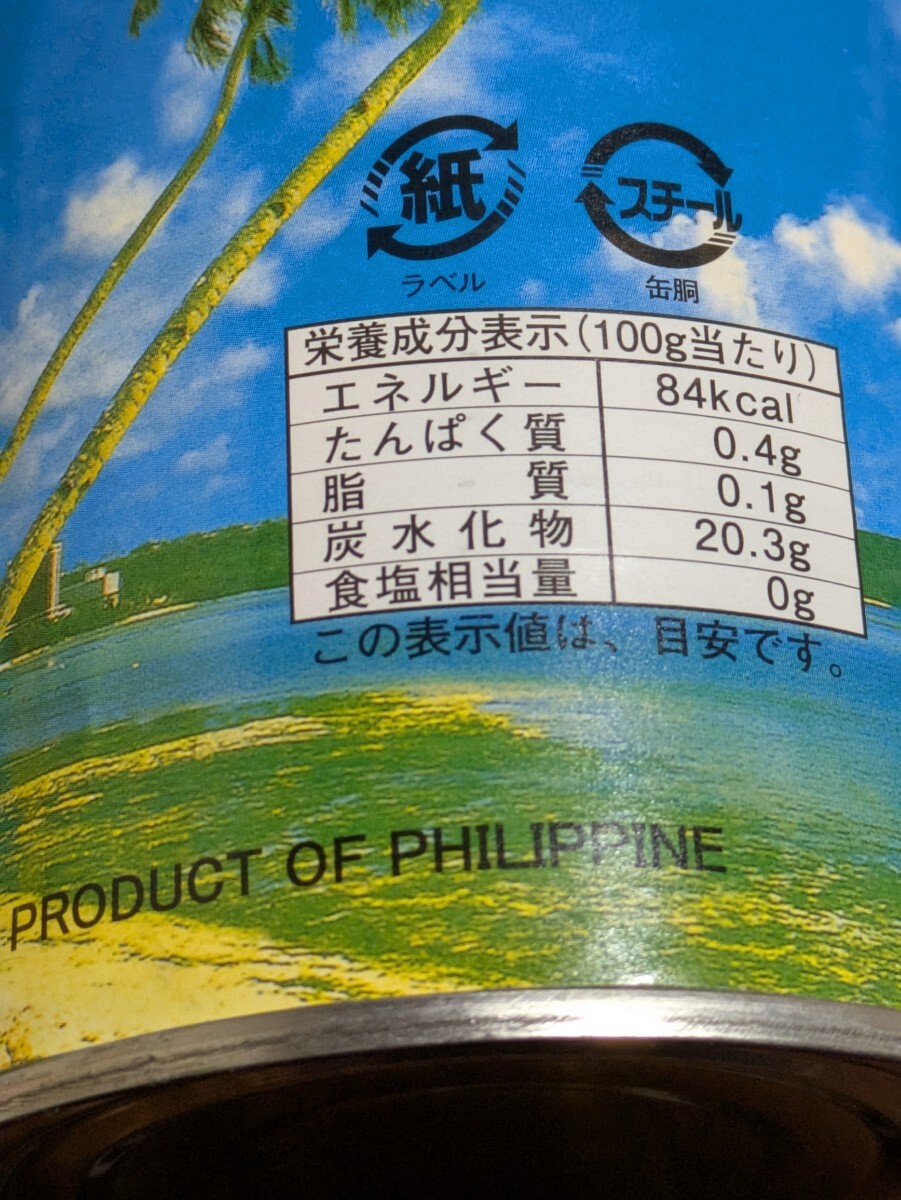 紙
スチール
ラベル
缶胴
栄養成分表示(100g当たり)
エネルギー 84kcal
たんぱく質 0.4g
脂質 0.1g
炭水化物 20.3g
食塩相当量 0g
この表示値は、目安です。
PRODUCT OF PHILIPPINE